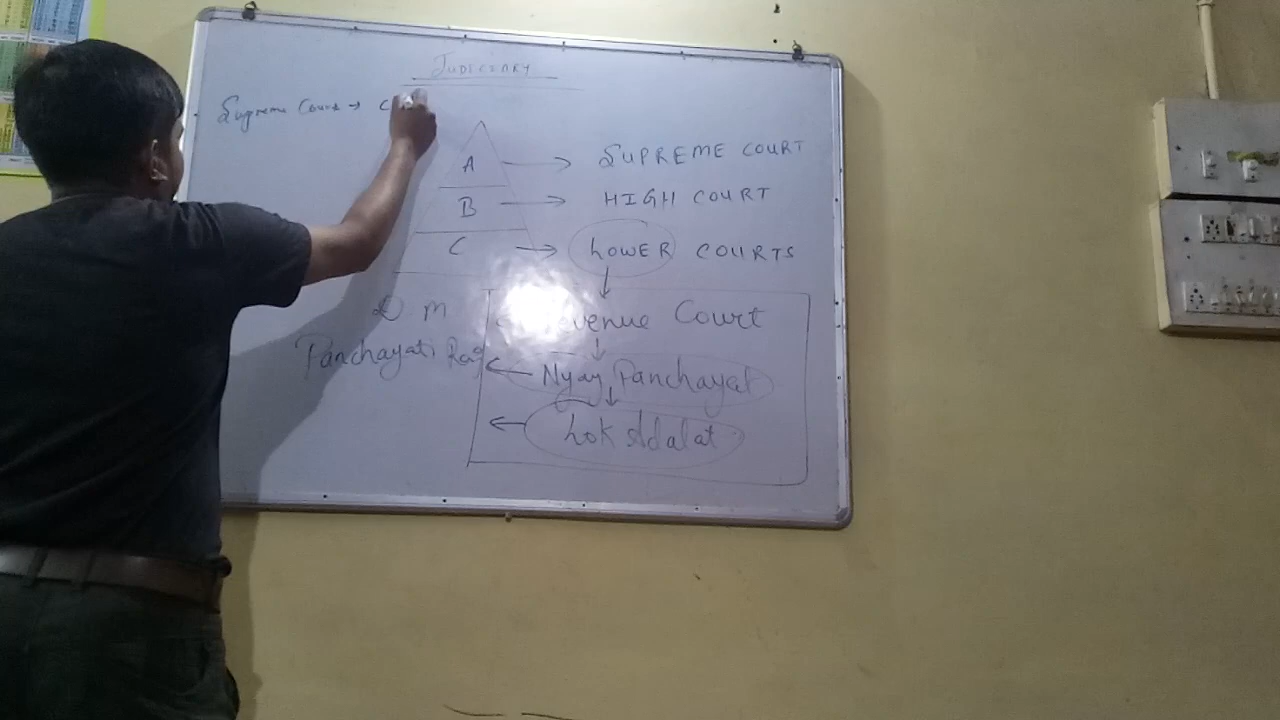 JUDICIARY
Supreme Court → C
A → SUPREME COURT
B → HIGH COURT
C → LOWER COURTS
D M
Revenue Court
Panchayati Raj ← Nyay Panchayat
← Lok Adalat